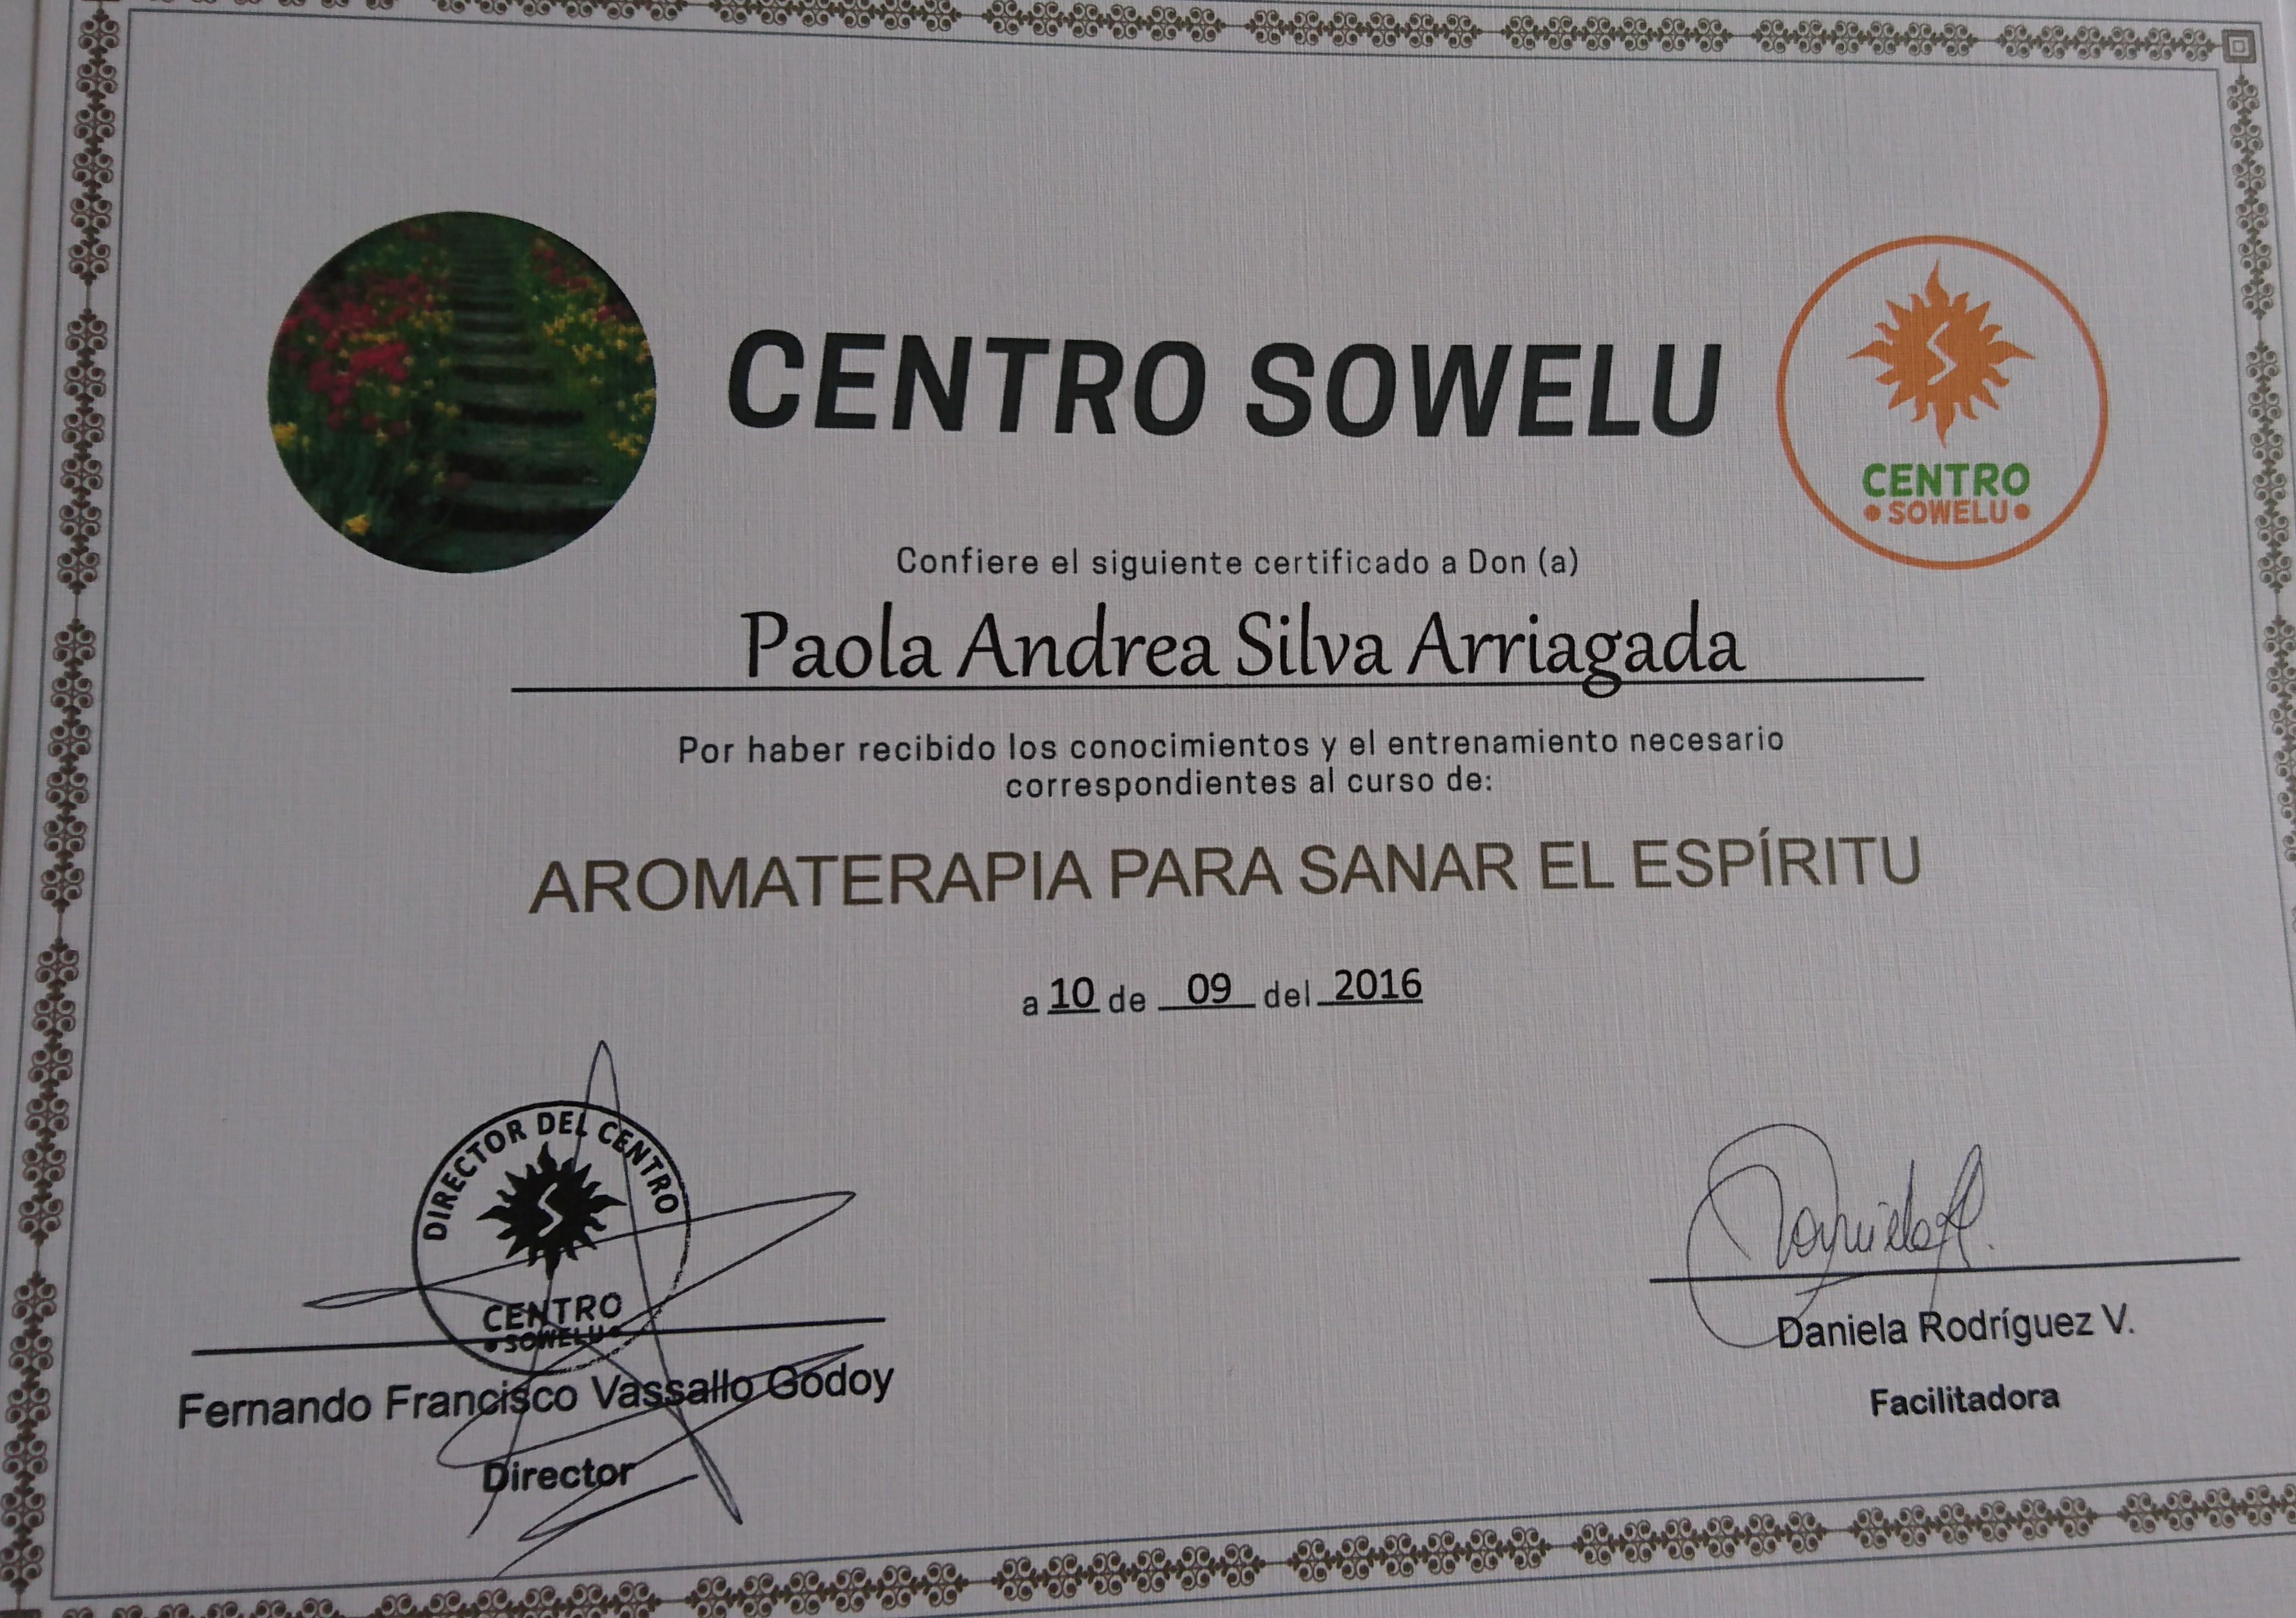 CENTRO SOWELU
CENTRO
SOWELU
Confiere el siguiente certificado a Don (a)
Paola Andrea Silva Arriagada
Por haber recibido los conocimientos y el entrenamiento necesario
correspondientes al curso de:
AROMATERAPIA PARA SANAR EL ESPÍRITU
a 10 de 09 del 2016
DIRECTOR DEL CENTRO
CENTRO
SOWELU
Fernando Francisco Vassallo Godoy
Director
Daniela R.
Daniela Rodríguez V.
Facilitadora